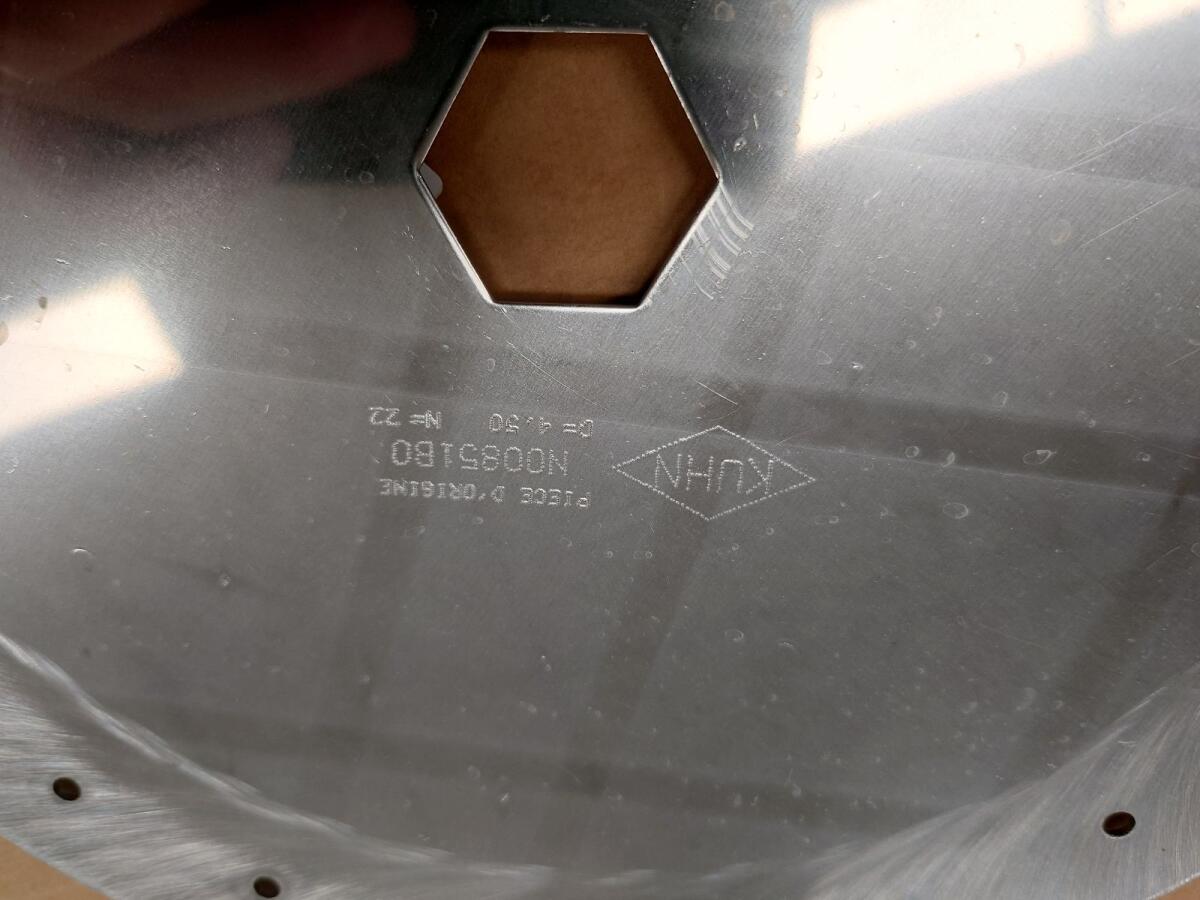 KUHN
PIECE D'ORIGINE
N00851B0
D= 4,50 N= 22